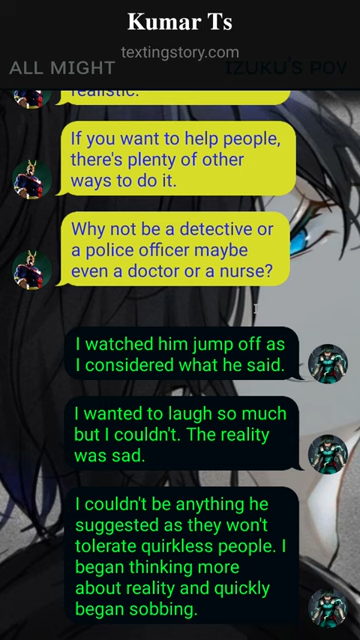 Kumar Ts
textingstory.com
ALL MIGHT
IZUKU'S POV
realistic.
If you want to help people,
there's plenty of other
ways to do it.
Why not be a detective or
a police officer maybe
even a doctor or a nurse?
I watched him jump off as
I considered what he said.
I wanted to laugh so much
but I couldn't. The reality
was sad.
I couldn't be anything he
suggested as they won't
tolerate quirkless people. I
began thinking more
about reality and quickly
began sobbing.